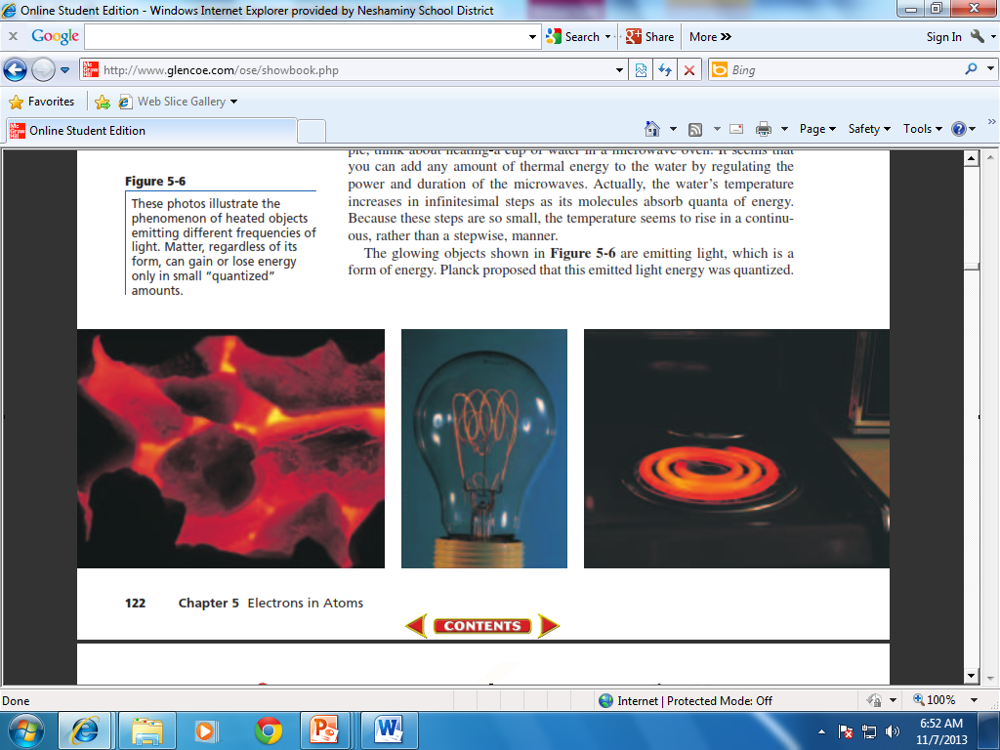 Online Student Edition - Windows Internet Explorer provided by Neshaminy School District
x Google Search Share More » Sign In
http://www.glencoe.com/ose/showbook.php Bing
Favorites Web Slice Gallery
Online Student Edition Page Safety Tools
ple, think about heating a cup of water in a microwave oven. It seems that
you can add any amount of thermal energy to the water by regulating the
power and duration of the microwaves. Actually, the water's temperature
increases in infinitesimal steps as its molecules absorb quanta of energy.
Because these steps are so small, the temperature seems to rise in a continu-
ous, rather than a stepwise, manner.
The glowing objects shown in Figure 5-6 are emitting light, which is a
form of energy. Planck proposed that this emitted light energy was quantized.
Figure 5-6
These photos illustrate the
phenomenon of heated objects
emitting different frequencies of
light. Matter, regardless of its
form, can gain or lose energy
only in small "quantized"
amounts.
122 Chapter 5 Electrons in Atoms
CONTENTS
Done Internet | Protected Mode: Off 100%
6:52 AM
11/7/2013